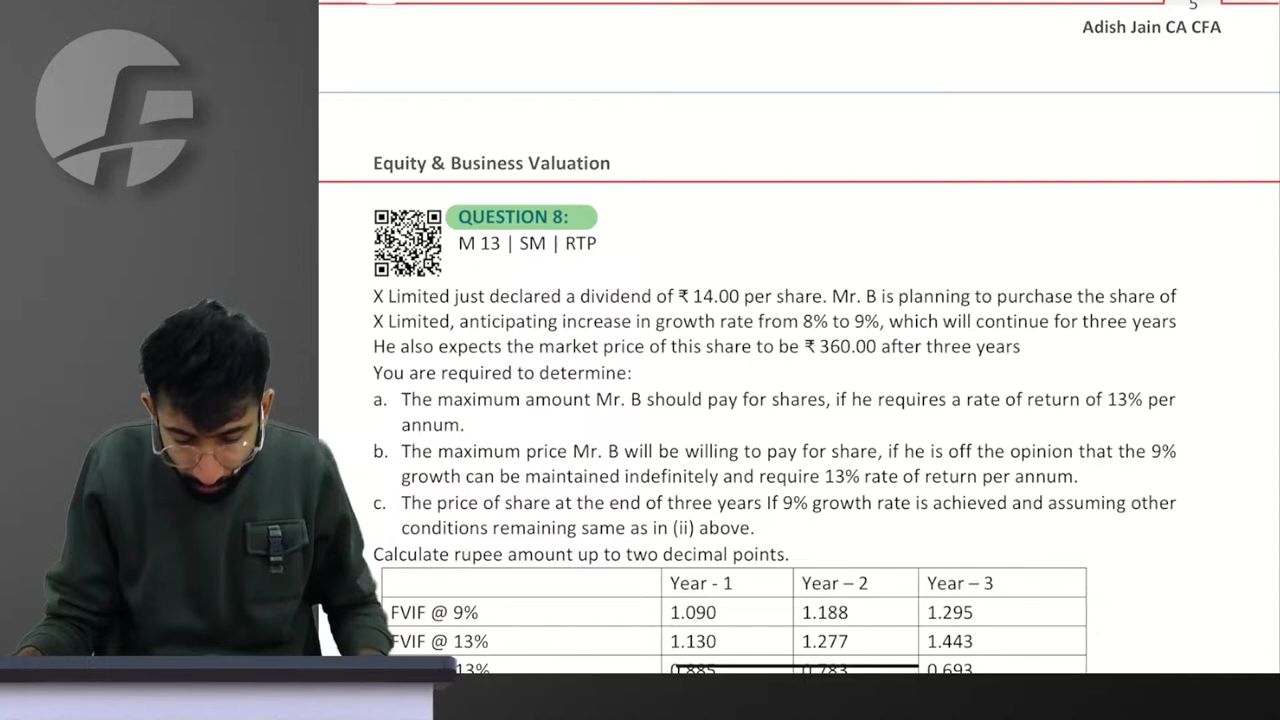 5
Adish Jain CA CFA
Equity & Business Valuation
QUESTION 8:
M 13 | SM | RTP
X Limited just declared a dividend of ₹ 14.00 per share. Mr. B is planning to purchase the share of
X Limited, anticipating increase in growth rate from 8% to 9%, which will continue for three years
He also expects the market price of this share to be ₹ 360.00 after three years
You are required to determine:
a. The maximum amount Mr. B should pay for shares, if he requires a rate of return of 13% per
annum.
b. The maximum price Mr. B will be willing to pay for share, if he is off the opinion that the 9%
growth can be maintained indefinitely and require 13% rate of return per annum.
c. The price of share at the end of three years If 9% growth rate is achieved and assuming other
conditions remaining same as in (ii) above.
Calculate rupee amount up to two decimal points.
Year - 1 Year – 2 Year – 3
FVIF @ 9% 1.090 1.188 1.295
FVIF @ 13% 1.130 1.277 1.443
13% 0.885 0.783 0.693